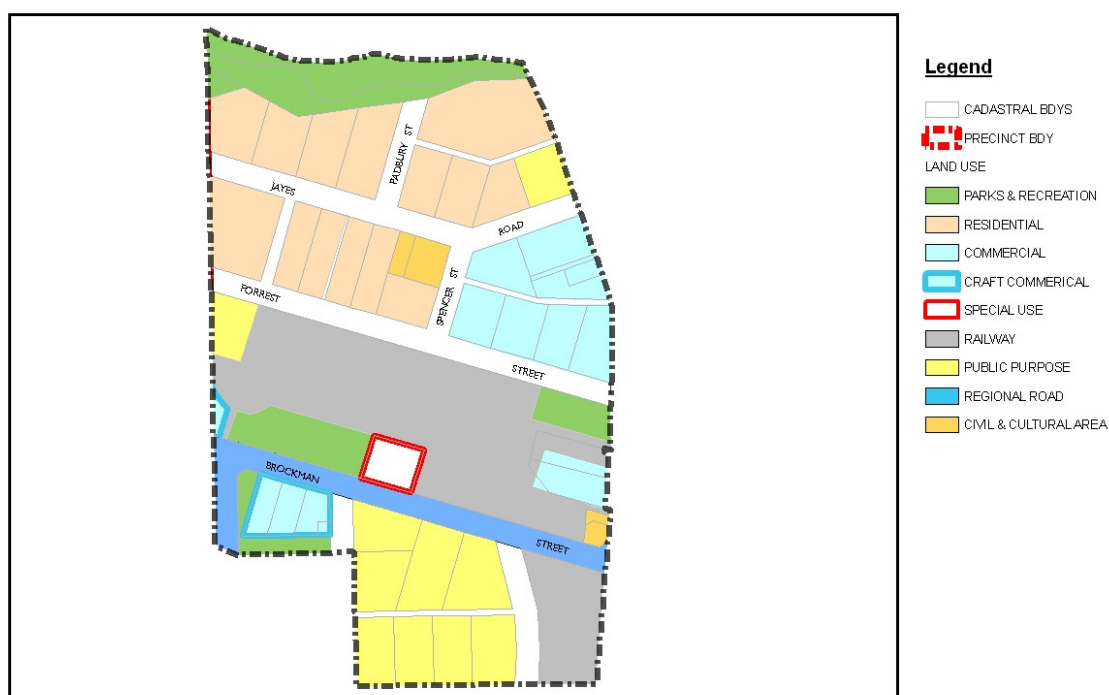 PADBURY ST
JAYES
ROAD
SPENCER ST
FORREST
STREET
BROCKMAN
STREET
Legend
CADASTRAL BDYS
PRECINCT BDY
LAND USE
PARKS & RECREATION
RESIDENTIAL
COMMERCIAL
CRAFT COMMERICAL
SPECIAL USE
RAILWAY
PUBLIC PURPOSE
REGIONAL ROAD
CIVIL & CULTURAL AREA